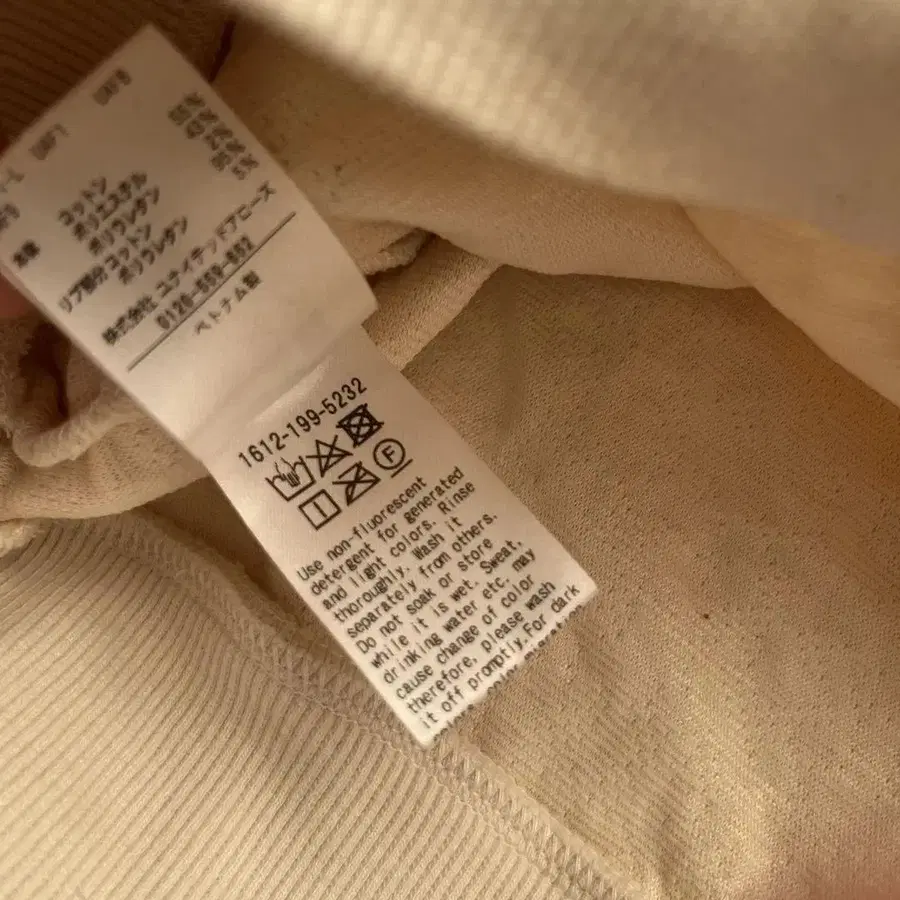 コットン
ポリエステル
ポリウレタン
リブ部分 コットン
ポリウレタン
株式会社 ユナイテッドアローズ
0120-559-652
ベトナム製
1612-199-5232
F
Use non-fluorescent
detergent for generated
and light colors. Rinse
thoroughly. Wash it
separately from others.
Do not soak or store
while it is wet. Sweat,
drinking water etc. may
cause change of color
therefore, please wash
it off promptly.for dark